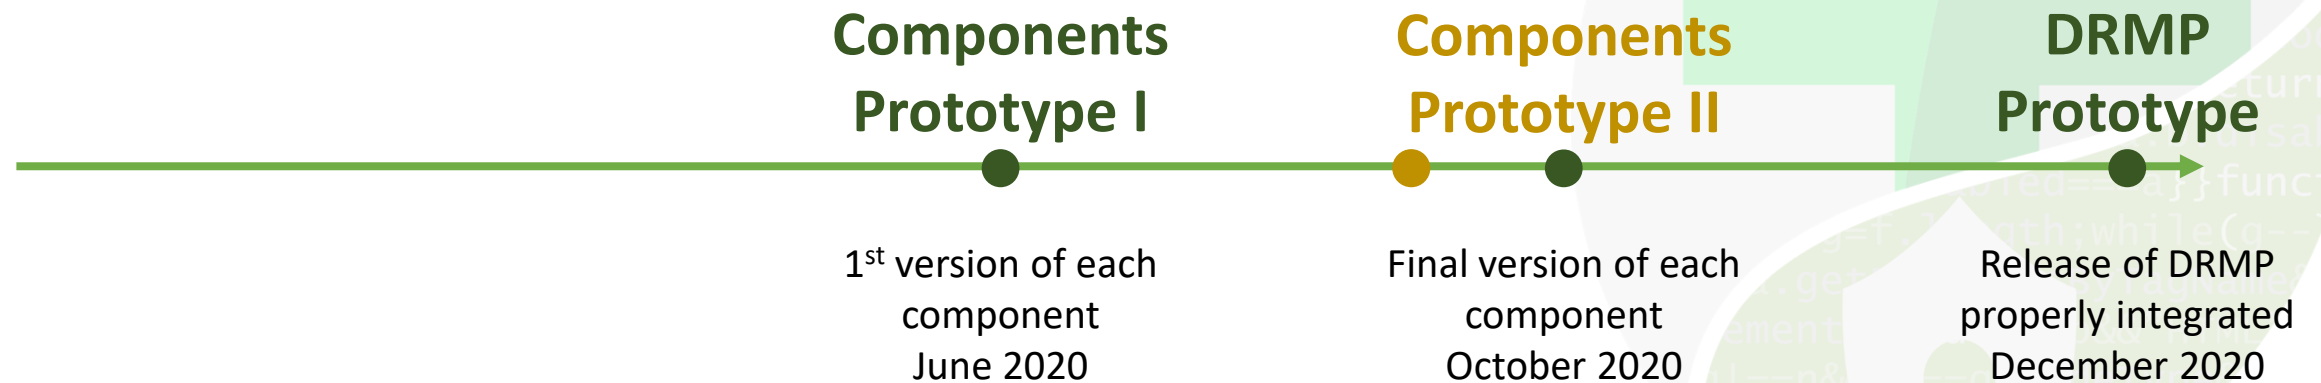 Components
Prototype I
Components
Prototype II
DRMP
Prototype
1st version of each
component
June 2020
Final version of each
component
October 2020
Release of DRMP
properly integrated
December 2020